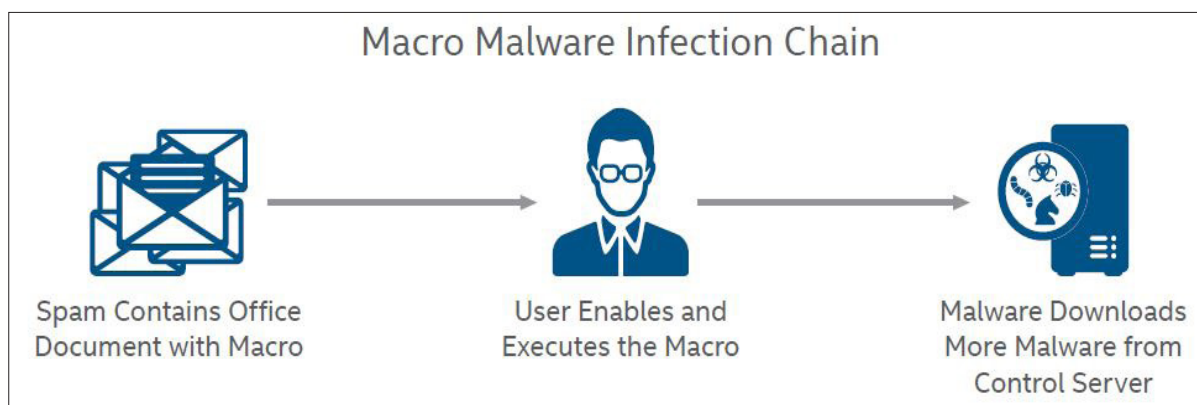 Macro Malware Infection Chain
Spam Contains Office
Document with Macro
User Enables and
Executes the Macro
Malware Downloads
More Malware from
Control Server